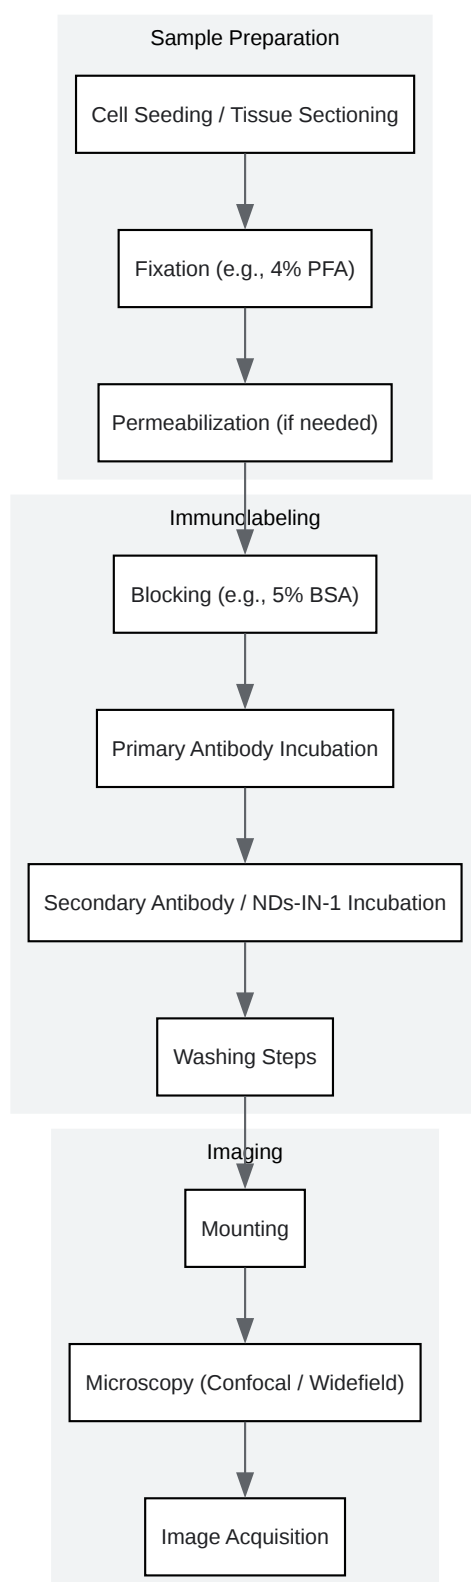 Sample Preparation
Cell Seeding / Tissue Sectioning
Fixation (e.g., 4% PFA)
Permeabilization (if needed)
Immunolabeling
Blocking (e.g., 5% BSA)
Primary Antibody Incubation
Secondary Antibody / NDs-IN-1 Incubation
Washing Steps
Imaging
Mounting
Microscopy (Confocal / Widefield)
Image Acquisition